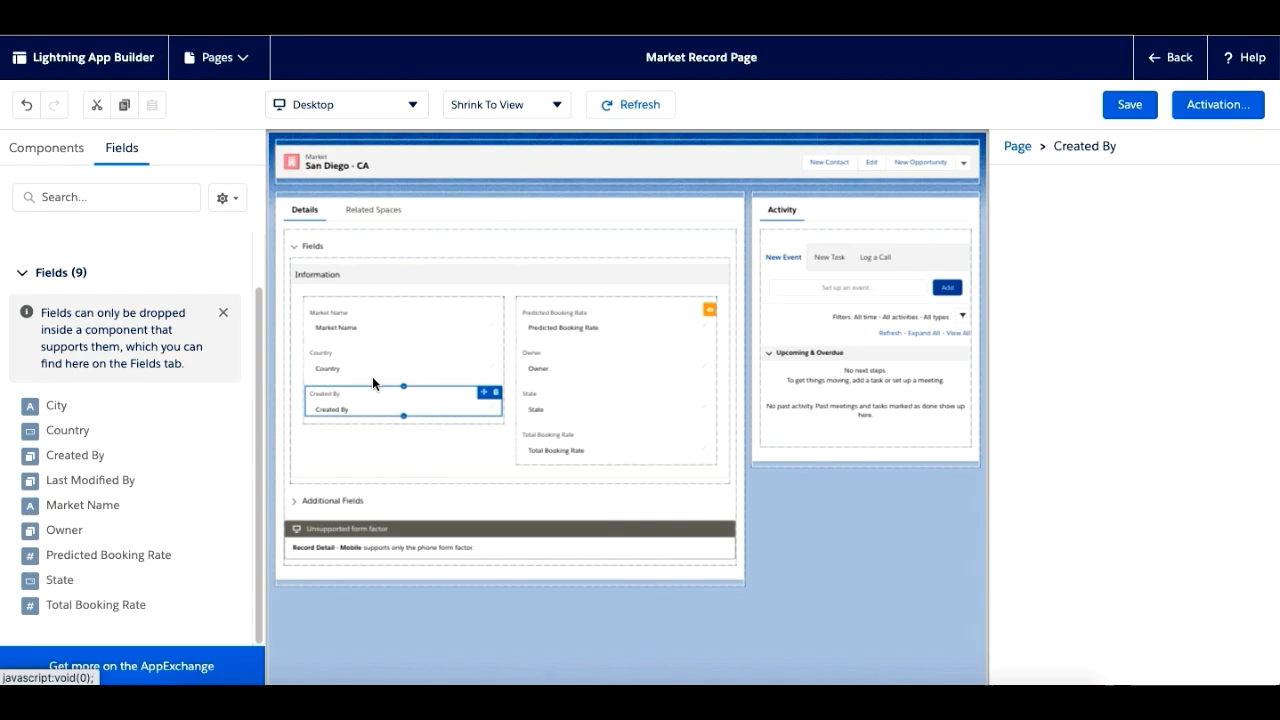 Lightning App Builder
Pages
Market Record Page
Back
Help
Desktop
Shrink To View
Refresh
Save
Activation...
Components
Fields
Search...
Fields (9)
Fields can only be dropped
inside a component that
supports them, which you can
find here on the Fields tab.
City
Country
Created By
Last Modified By
Market Name
Owner
Predicted Booking Rate
State
Total Booking Rate
Get more on the AppExchange
javascript:void(0);
Market
San Diego - CA
New Contact
Edit
New Opportunity
Details
Related Spaces
Fields
Information
Market Name
Market Name
Country
Country
Created By
Created By
Predicted Booking Rate
Predicted Booking Rate
Owner
Owner
State
State
Total Booking Rate
Total Booking Rate
Additional Fields
Unsupported form factor
Record Detail - Mobile supports only the phone form factor.
Activity
New Event
New Task
Log a Call
Set up an event...
Add
Filters: All time · All activities · All types
Refresh · Expand All · View All
Upcoming & Overdue
No next steps.
To get things moving, add a task or set up a meeting.
No past activity. Past meetings and tasks marked as done show up
here.
Page > Created By